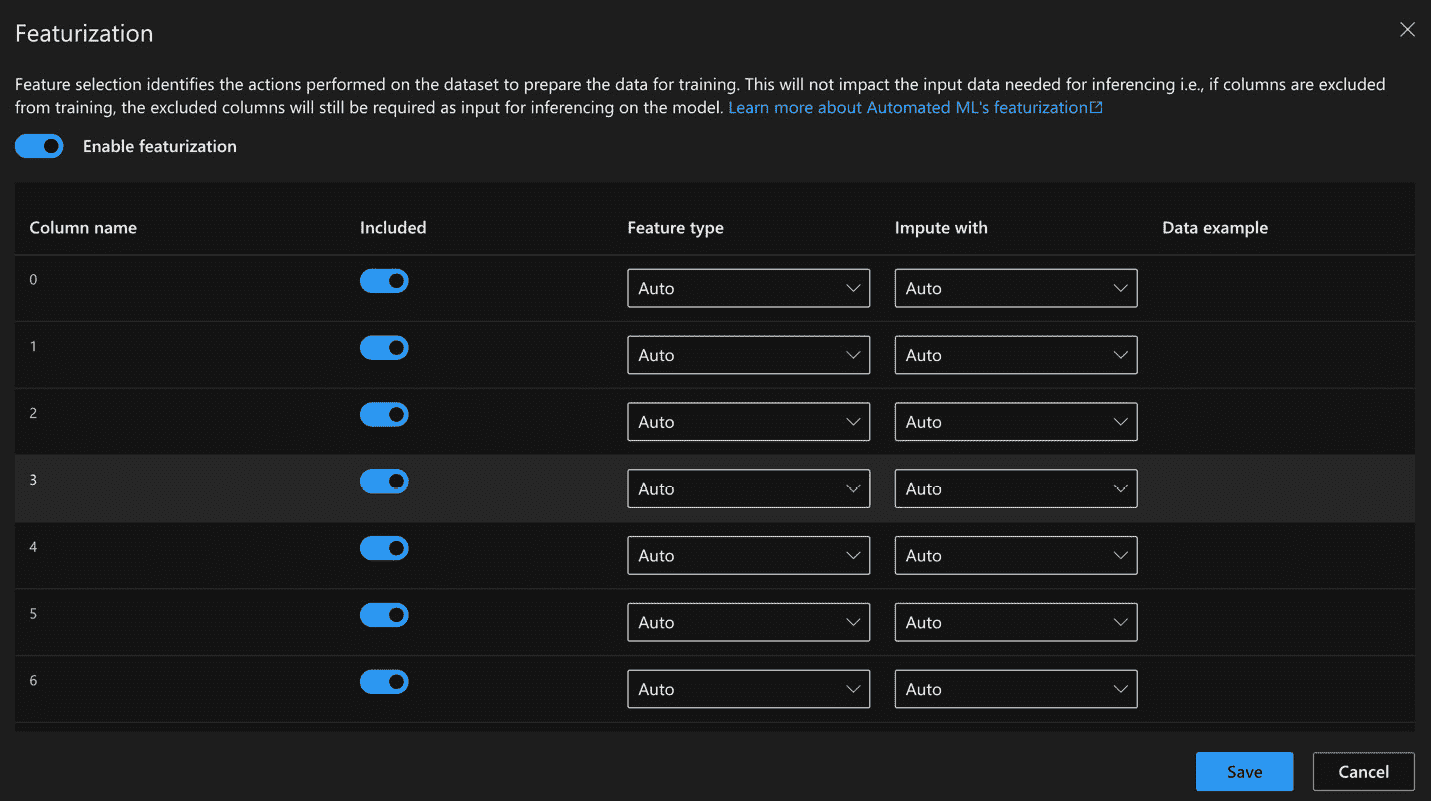 Featurization
Feature selection identifies the actions performed on the dataset to prepare the data for training. This will not impact the input data needed for inferencing i.e., if columns are excluded
from training, the excluded columns will still be required as input for inferencing on the model. Learn more about Automated ML's featurization
Enable featurization
Column name Included Feature type Impute with Data example
0 Auto Auto
1 Auto Auto
2 Auto Auto
3 Auto Auto
4 Auto Auto
5 Auto Auto
6 Auto Auto
Save Cancel